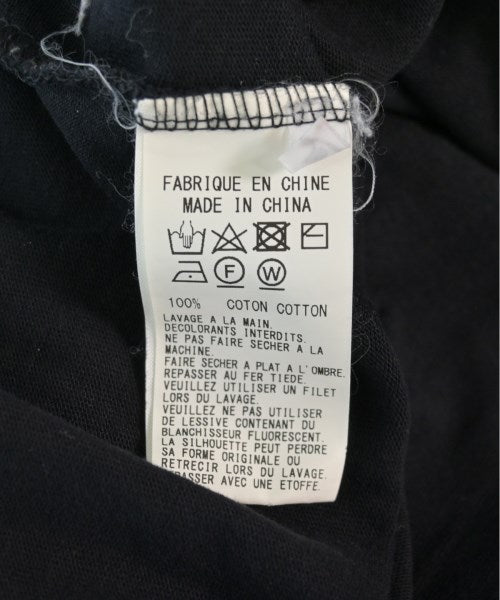 FABRIQUE EN CHINE
MADE IN CHINA
F W
100% COTON COTTON
LAVAGE A LA MAIN.
DECOLORANTS INTERDITS.
NE PAS FAIRE SECHER A LA
MACHINE.
FAIRE SECHER A PLAT A L'OMBRE.
REPASSER AU FER TIEDE.
VEUILLEZ UTILISER UN FILET
LORS DU LAVAGE.
VEUILLEZ NE PAS UTILISER
DE LESSIVE CONTENANT DU
BLANCHISSEUR FLUORESCENT.
LA SILHOUETTE PEUT PERDRE
SA FORME ORIGINALE OU
RETRECIR LORS DU LAVAGE.
EPASSER AVEC UNE ETOFFE.